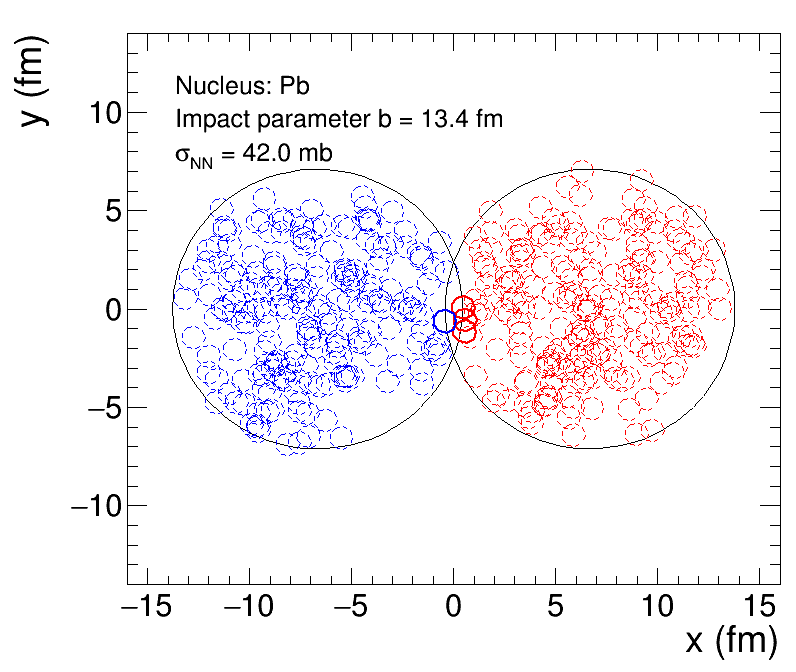 y (fm)
Nucleus: Pb
Impact parameter b = 13.4 fm
σNN = 42.0 mb
10
5
0
−5
−10
−15 −10 −5 0 5 10 15
x (fm)